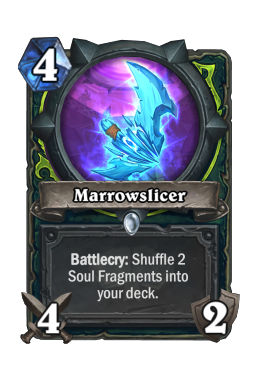 4
Marrowslicer
Battlecry: Shuffle 2
Soul Fragments into
your deck.
4
2